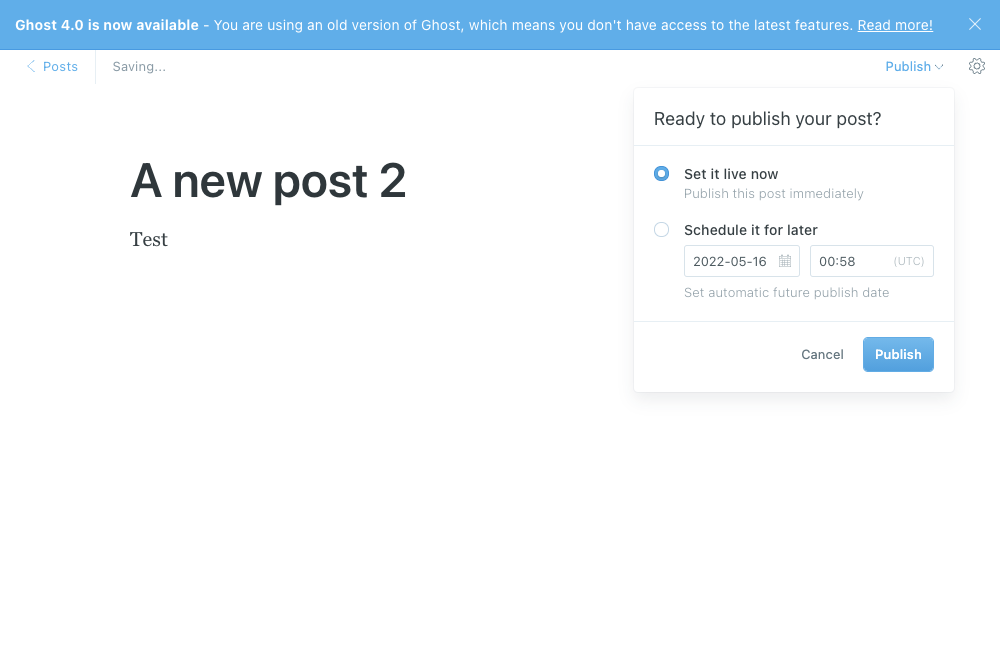 Ghost 4.0 is now available - You are using an old version of Ghost, which means you don't have access to the latest features. Read more!
Posts
Saving...
Publish
Ready to publish your post?
A new post 2
Test
Set it live now
Publish this post immediately
Schedule it for later
2022-05-16
00:58 (UTC)
Set automatic future publish date
Cancel
Publish